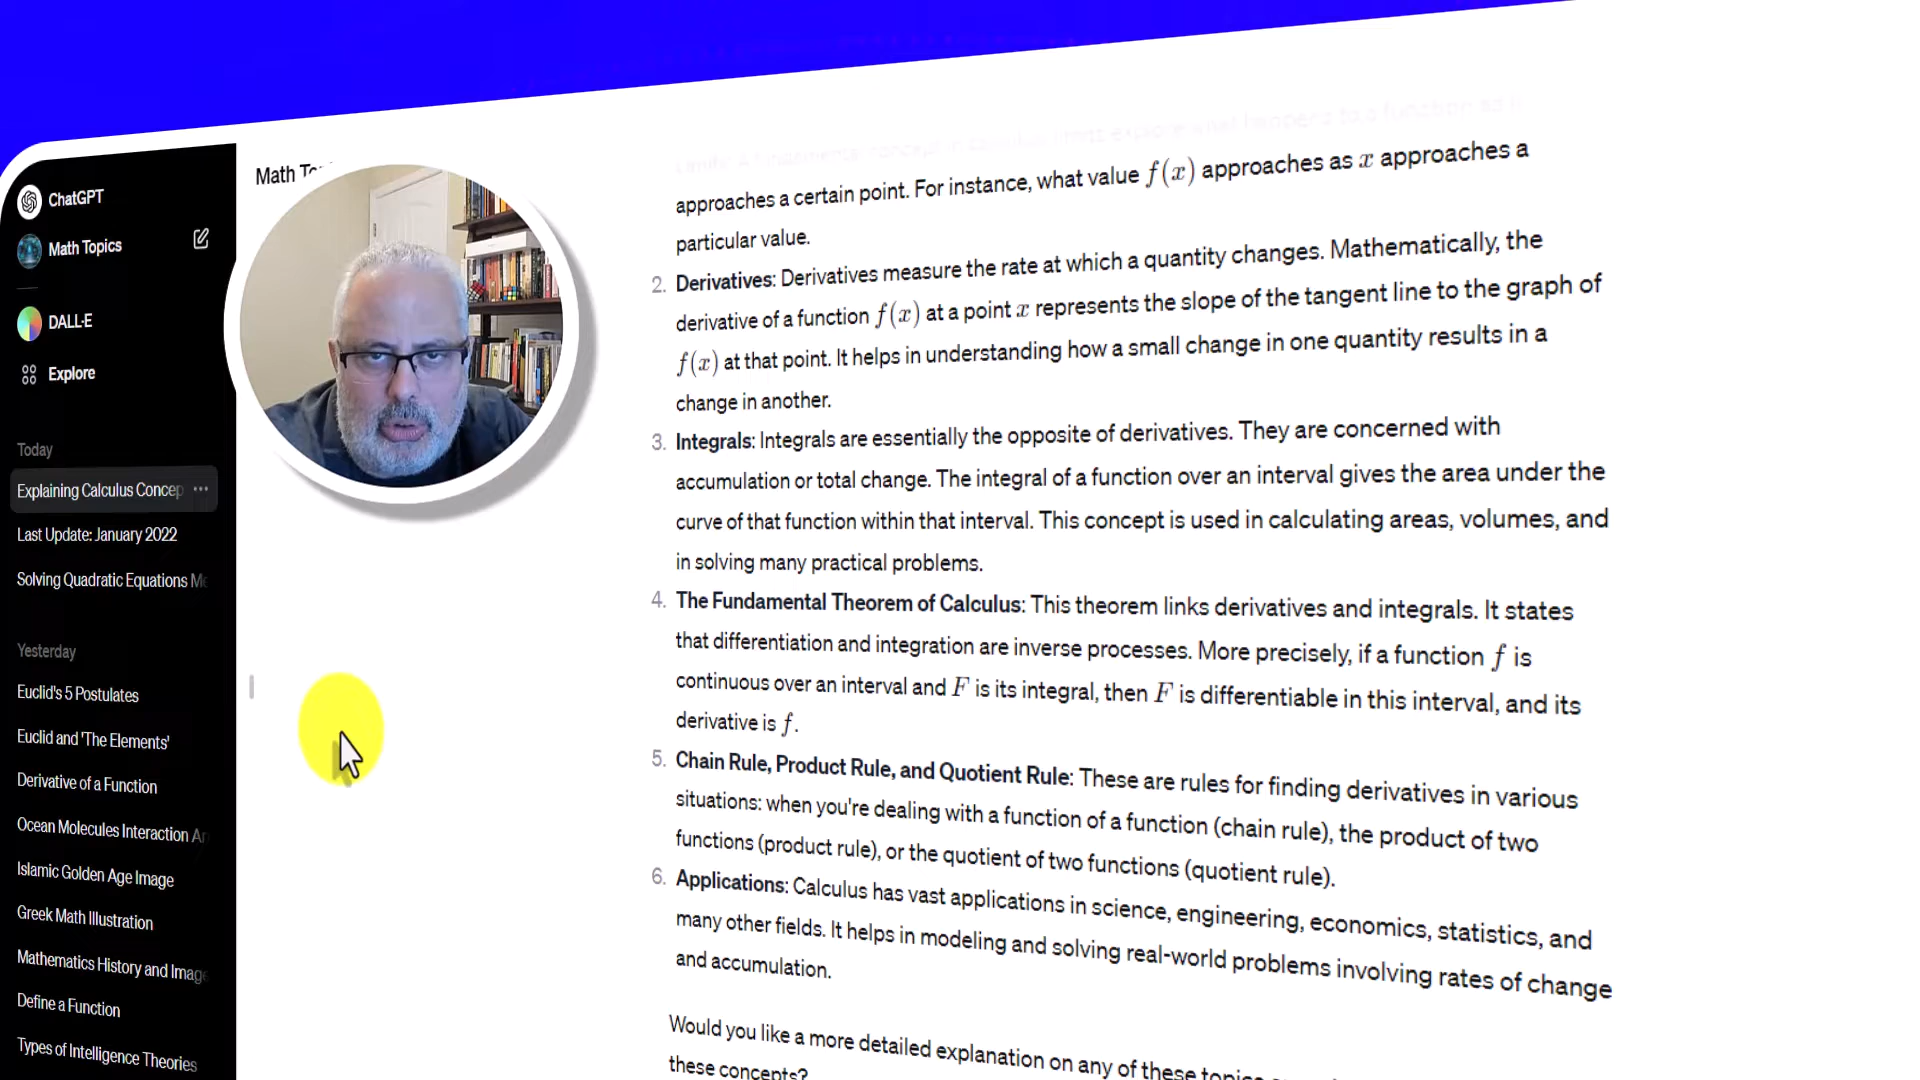 ChatGPT
Math Topics
DALL·E
Explore
Today
Explaining Calculus Concep
Last Update: January 2022
Solving Quadratic Equations Me
Yesterday
Euclid's 5 Postulates
Euclid and 'The Elements'
Derivative of a Function
Ocean Molecules Interaction Ar
Islamic Golden Age Image
Greek Math Illustration
Mathematics History and Image
Define a Function
Types of Intelligence Theories
Math To
approaches a certain point. For instance, what value f(x) approaches as x approaches a
particular value.
2. Derivatives: Derivatives measure the rate at which a quantity changes. Mathematically, the
derivative of a function f(x) at a point x represents the slope of the tangent line to the graph of
f(x) at that point. It helps in understanding how a small change in one quantity results in a
change in another.
3. Integrals: Integrals are essentially the opposite of derivatives. They are concerned with
accumulation or total change. The integral of a function over an interval gives the area under the
curve of that function within that interval. This concept is used in calculating areas, volumes, and
in solving many practical problems.
4. The Fundamental Theorem of Calculus: This theorem links derivatives and integrals. It states
that differentiation and integration are inverse processes. More precisely, if a function f is
continuous over an interval and F is its integral, then F is differentiable in this interval, and its
derivative is f.
5. Chain Rule, Product Rule, and Quotient Rule: These are rules for finding derivatives in various
situations: when you're dealing with a function of a function (chain rule), the product of two
functions (product rule), or the quotient of two functions (quotient rule).
6. Applications: Calculus has vast applications in science, engineering, economics, statistics, and
many other fields. It helps in modeling and solving real-world problems involving rates of change
and accumulation.
Would you like a more detailed explanation on any of these topics
these concepts?